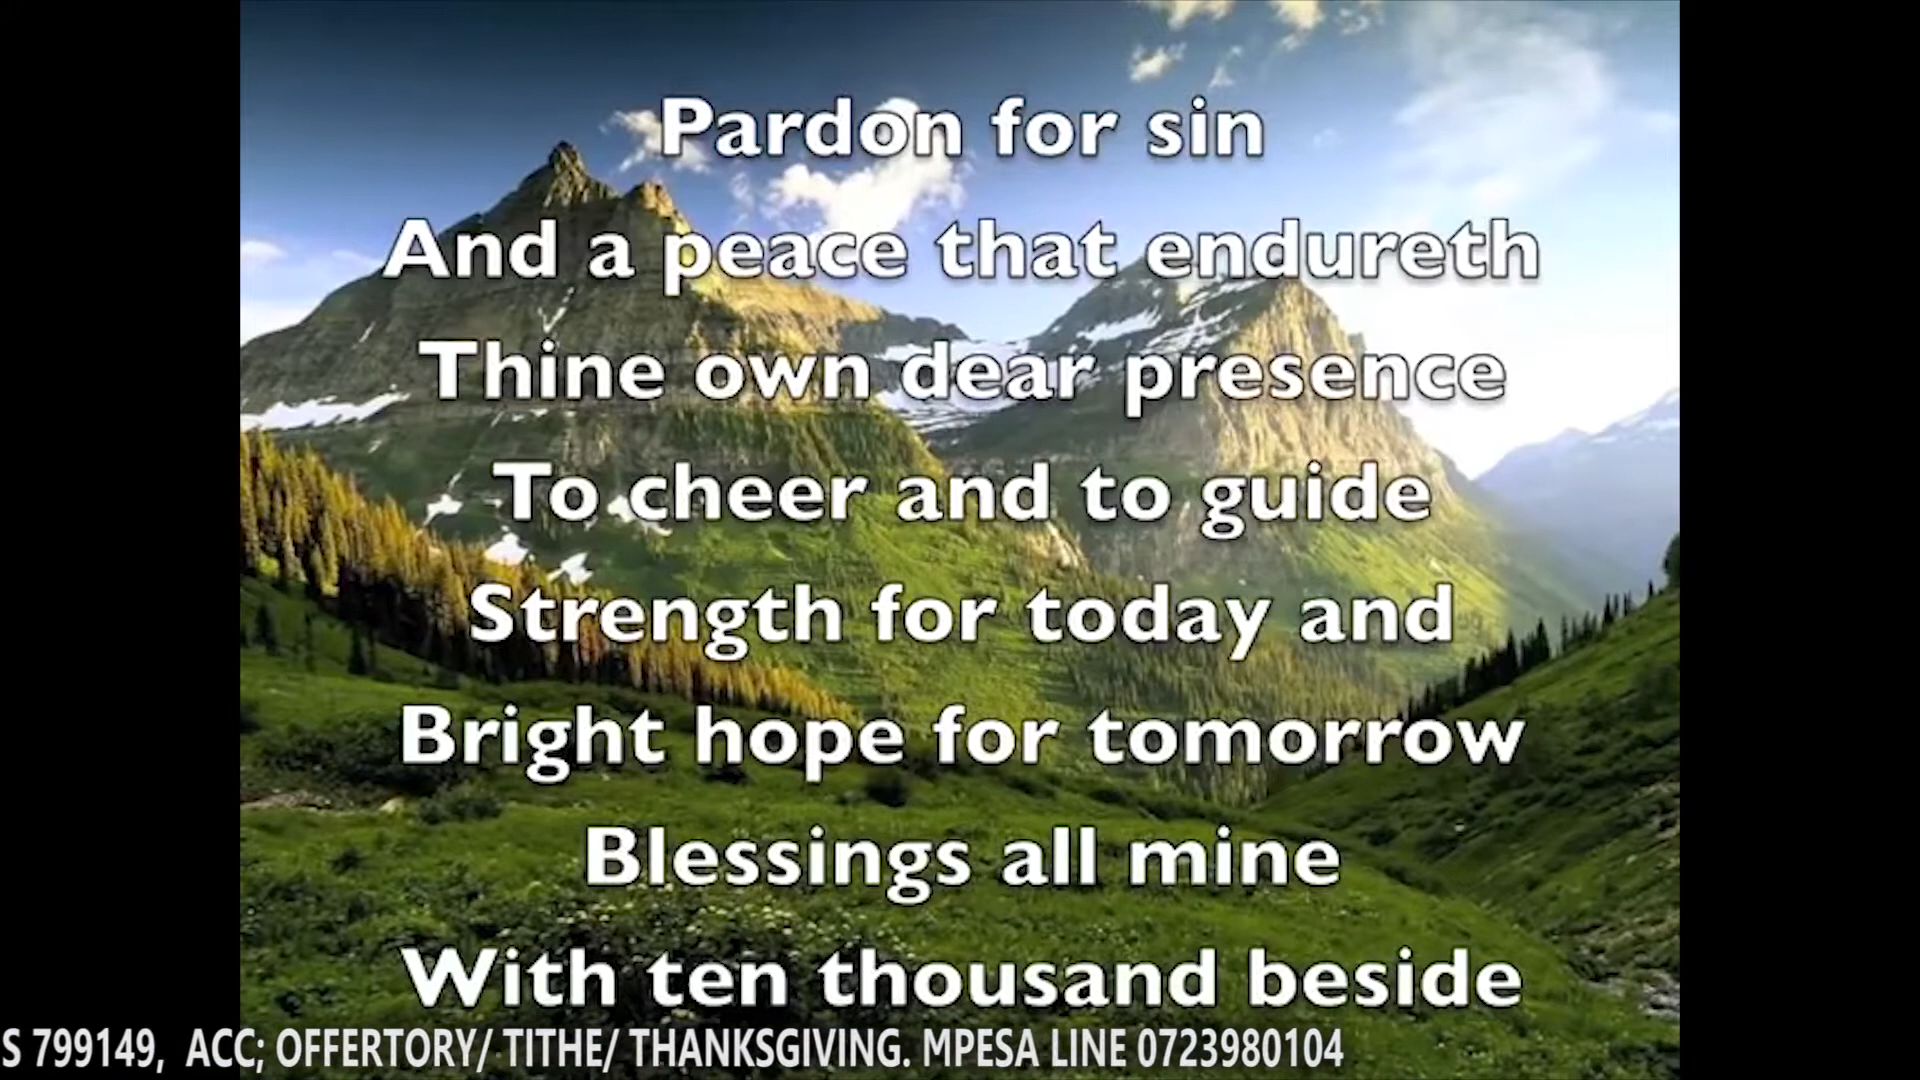 Pardon for sin
And a peace that endureth
Thine own dear presence
To cheer and to guide
Strength for today and
Bright hope for tomorrow
Blessings all mine
With ten thousand beside
S 799149, ACC; OFFERTORY/ TITHE/ THANKSGIVING. MPESA LINE 0723980104